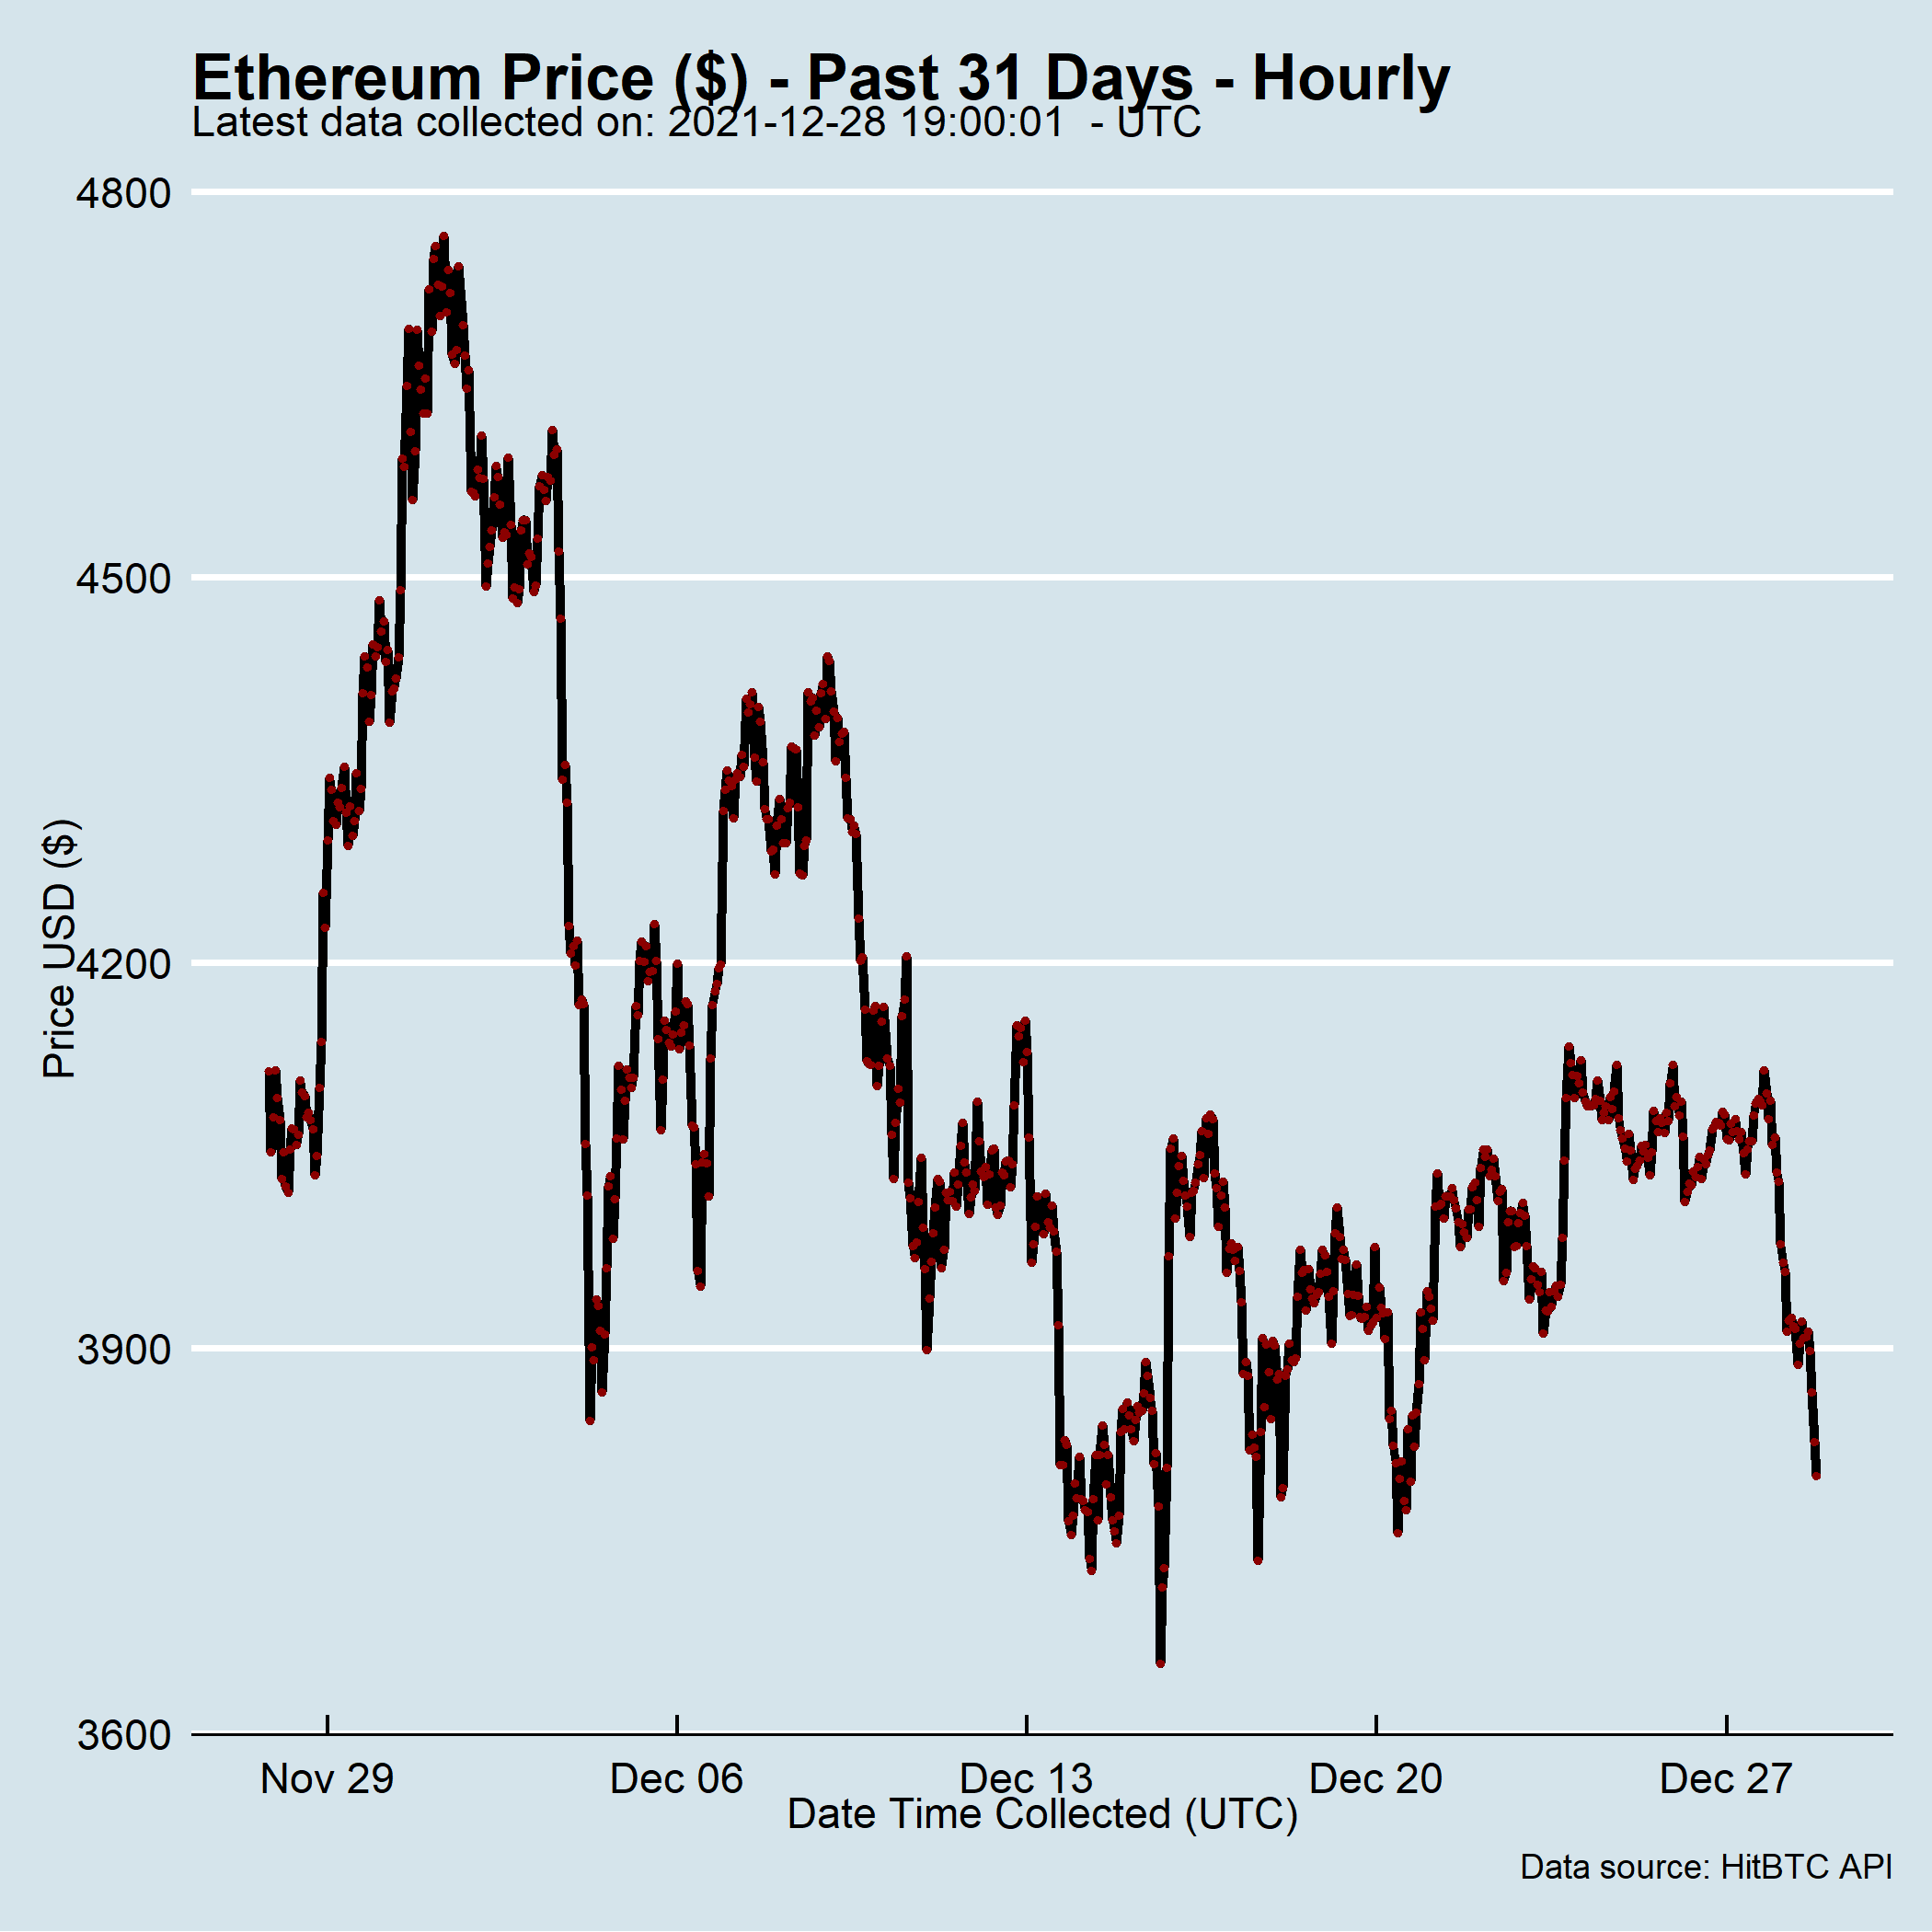 Ethereum Price ($) - Past 31 Days - Hourly
Latest data collected on: 2021-12-28 19:00:01  - UTC
4800
4500
4200
3900
3600
Price USD ($)
Nov 29
Dec 06
Dec 13
Dec 20
Dec 27
Date Time Collected (UTC)
Data source: HitBTC API